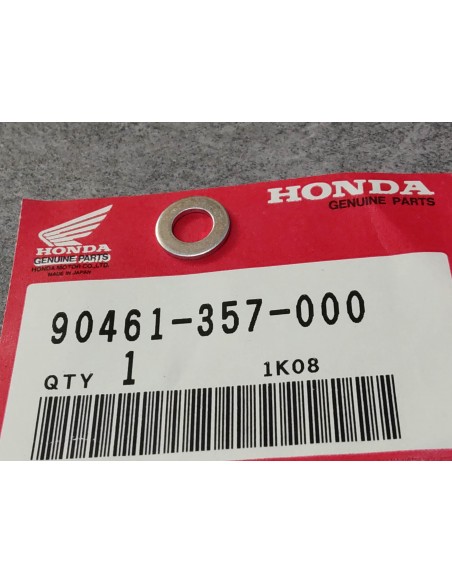 HONDA
GENUINE PARTS
HONDA
GENUINE PARTS
HONDA MOTOR CO.,LTD.
MADE IN JAPAN
90461-357-000
QTY 1 1K08